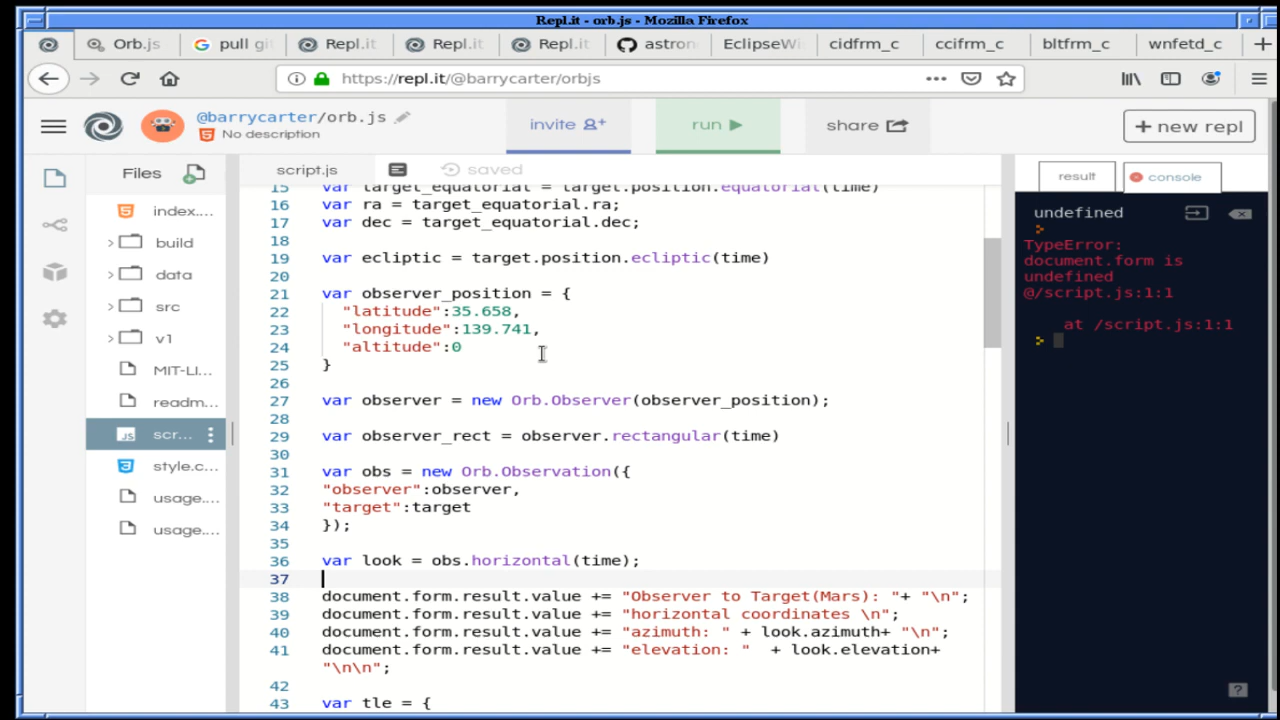 Repl.it - orb.js - Mozilla Firefox
Orb.js
pull gi
Repl.it
Repl.it
Repl.it
astron
EclipseWi
cidfrm_c
ccifrm_c
bltfrm_c
wnfetd_c
https://repl.it/@barrycarter/orbjs
@barrycarter/orb.js
No description
invite
run
share
+ new repl
Files
script.js
saved
result
console
index....
build
data
src
v1
MIT-LI...
readm...
scr...
style.c...
usage....
usage....
15 var target_equatorial = target.position.equatorial(time)
16 var ra = target_equatorial.ra;
17 var dec = target_equatorial.dec;
18
19 var ecliptic = target.position.ecliptic(time)
20
21 var observer_position = {
22 "latitude":35.658,
23 "longitude":139.741,
24 "altitude":0
25 }
26
27 var observer = new Orb.Observer(observer_position);
28
29 var observer_rect = observer.rectangular(time)
30
31 var obs = new Orb.Observation({
32 "observer":observer,
33 "target":target
34 });
35
36 var look = obs.horizontal(time);
37
38 document.form.result.value += "Observer to Target(Mars): "+ "\n";
39 document.form.result.value += "horizontal coordinates \n";
40 document.form.result.value += "azimuth: " + look.azimuth+ "\n";
41 document.form.result.value += "elevation: "  + look.elevation+
"\n\n";
42
43 var tle = {
undefined
>
TypeError:
document.form is
undefined
@/script.js:1:1
at /script.js:1:1
>
?